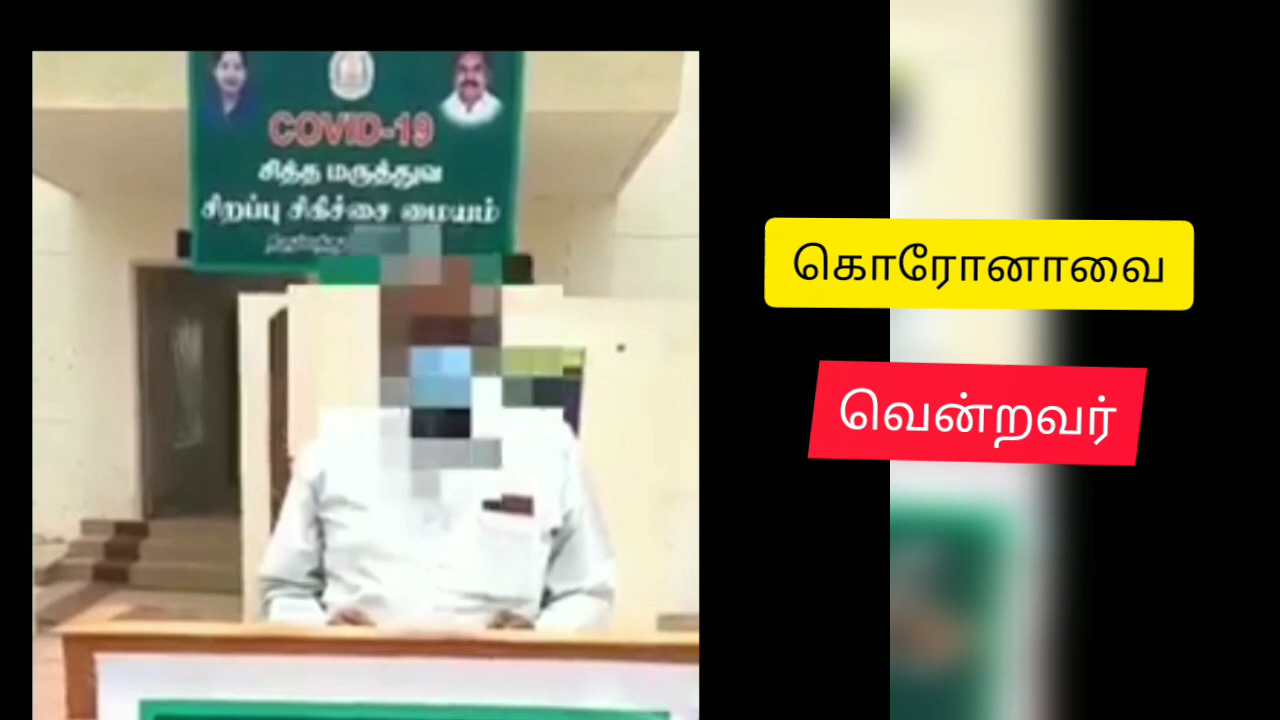 COVID-19
சித்த மருத்துவ
சிறப்பு சிகிச்சை மையம்
கொரோனாவை
வென்றவர்